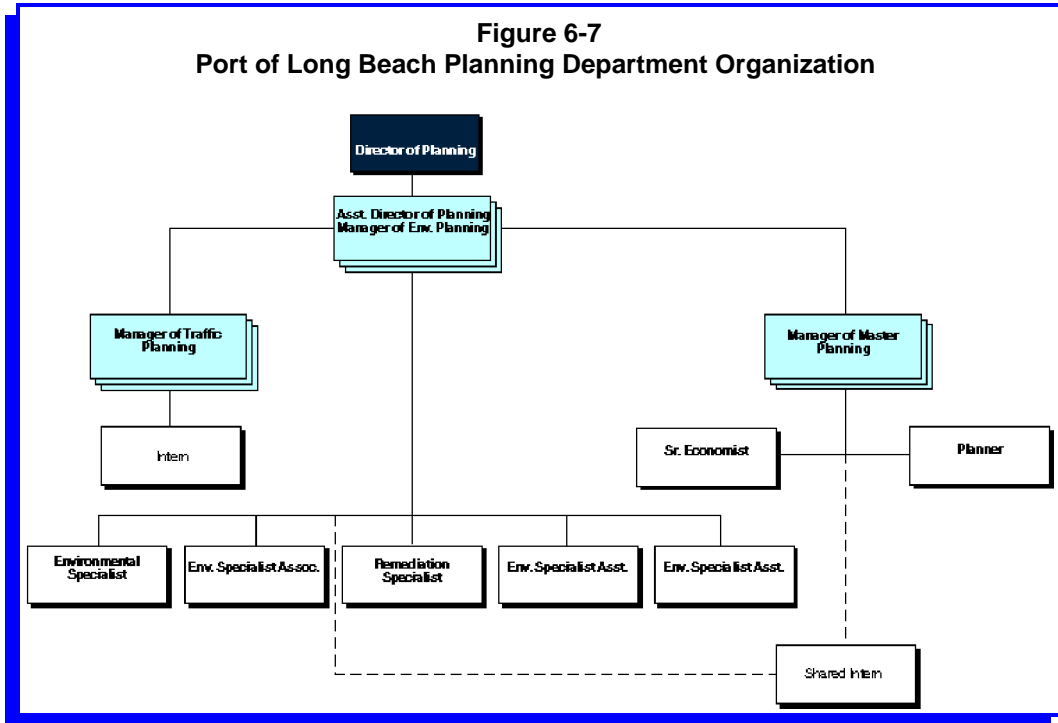 Figure 6-7
Port of Long Beach Planning Department Organization
Director of Planning
Asst. Director of Planning
Manager of Env. Planning
Manager of Traffic
Planning
Manager of Master
Planning
Intern
Sr. Economist
Planner
Environmental
Specialist
Env. Specialist Assoc.
Remediation
Specialist
Env. Specialist Asst.
Env. Specialist Asst.
Shared Intern